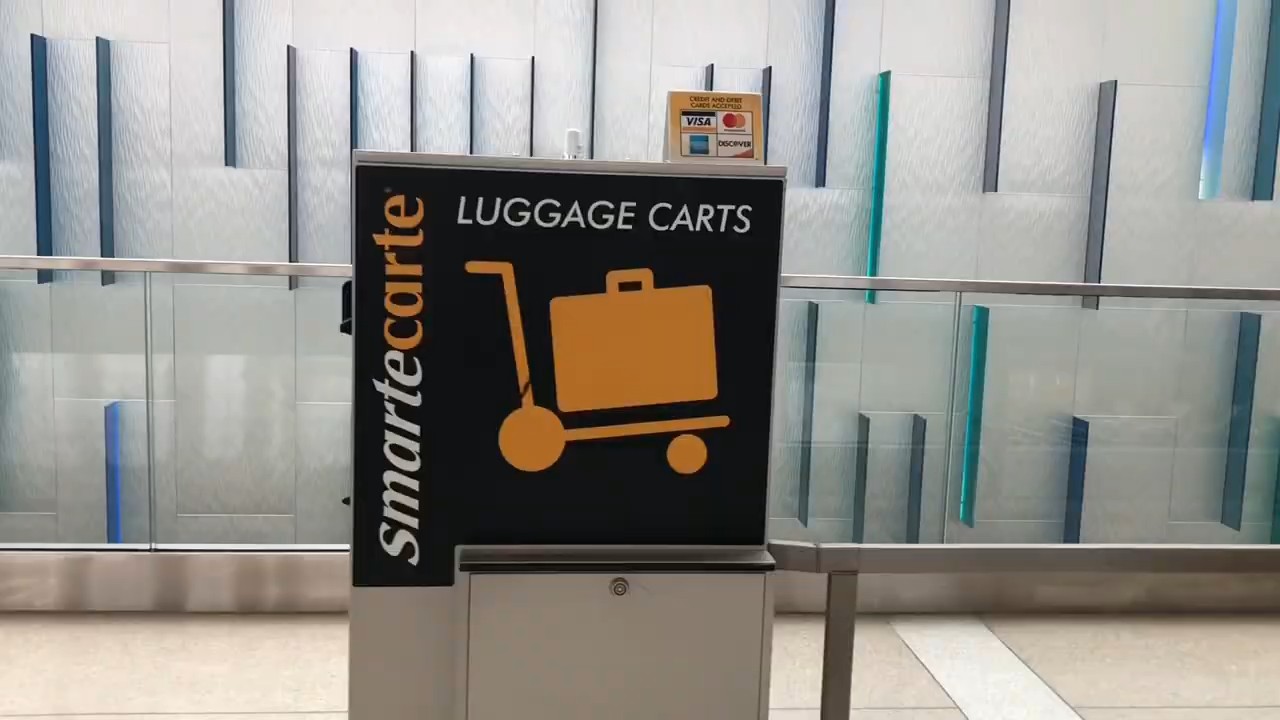 CREDIT AND DEBIT
CARDS ACCEPTED
VISA
DISCOVER
LUGGAGE CARTS
smartecarte